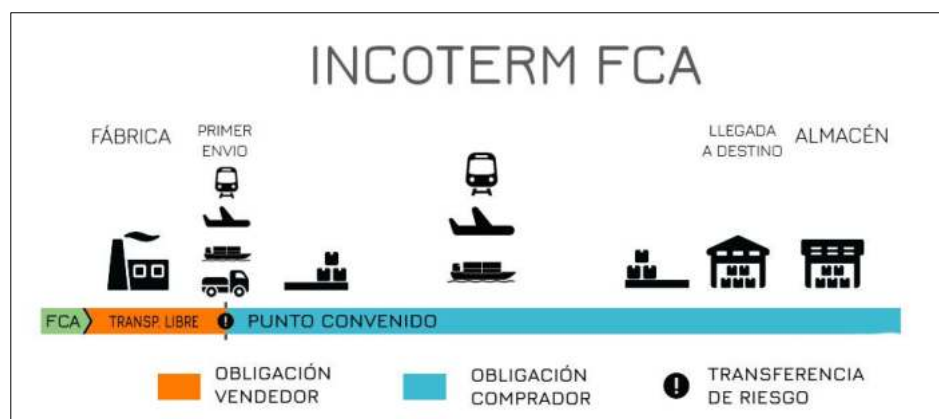 INCOTERM FCA
FÁBRICA
PRIMER
ENVIO
LLEGADA
A DESTINO
ALMACÉN
FCA
TRANSP. LIBRE
!
PUNTO CONVENIDO
OBLIGACIÓN
VENDEDOR
OBLIGACIÓN
COMPRADOR
!
TRANSFERENCIA
DE RIESGO